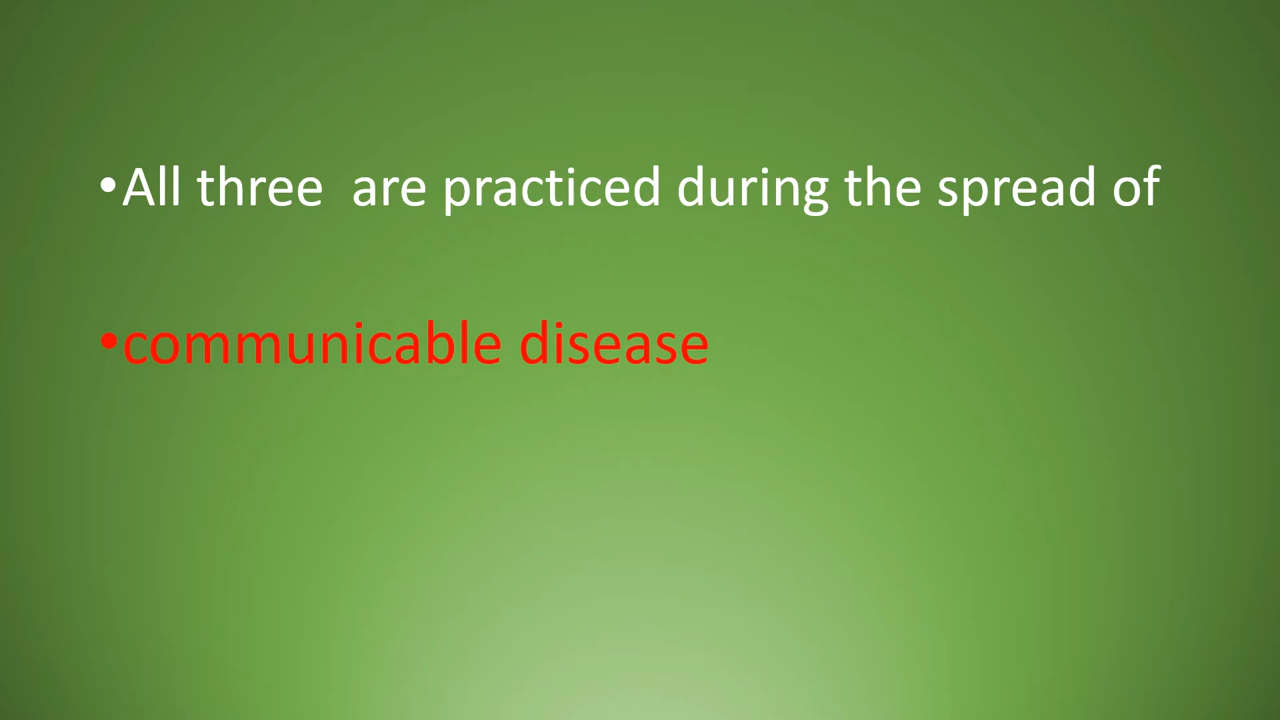 •All three  are practiced during the spread of
•communicable disease